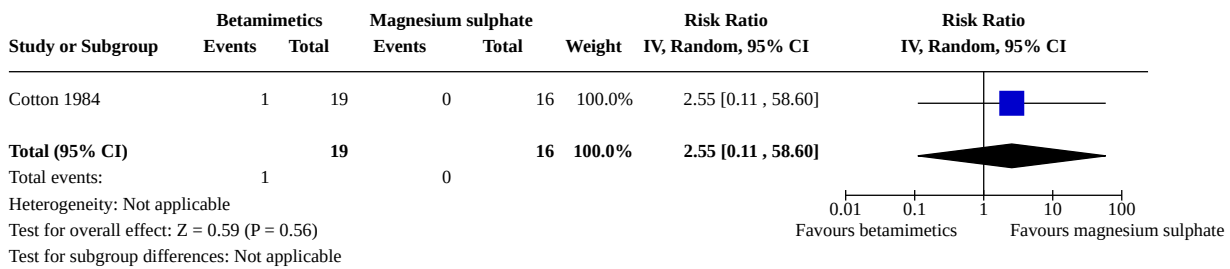 Betamimetics Magnesium sulphate Risk Ratio Risk Ratio
Study or Subgroup Events Total Events Total Weight IV, Random, 95% CI IV, Random, 95% CI
Cotton 1984 1 19 0 16 100.0% 2.55 [0.11 , 58.60]
Total (95% CI) 19 16 100.0% 2.55 [0.11 , 58.60]
Total events: 1 0
Heterogeneity: Not applicable
0.01 0.1 1 10 100
Test for overall effect: Z = 0.59 (P = 0.56) Favours betamimetics Favours magnesium sulphate
Test for subgroup differences: Not applicable